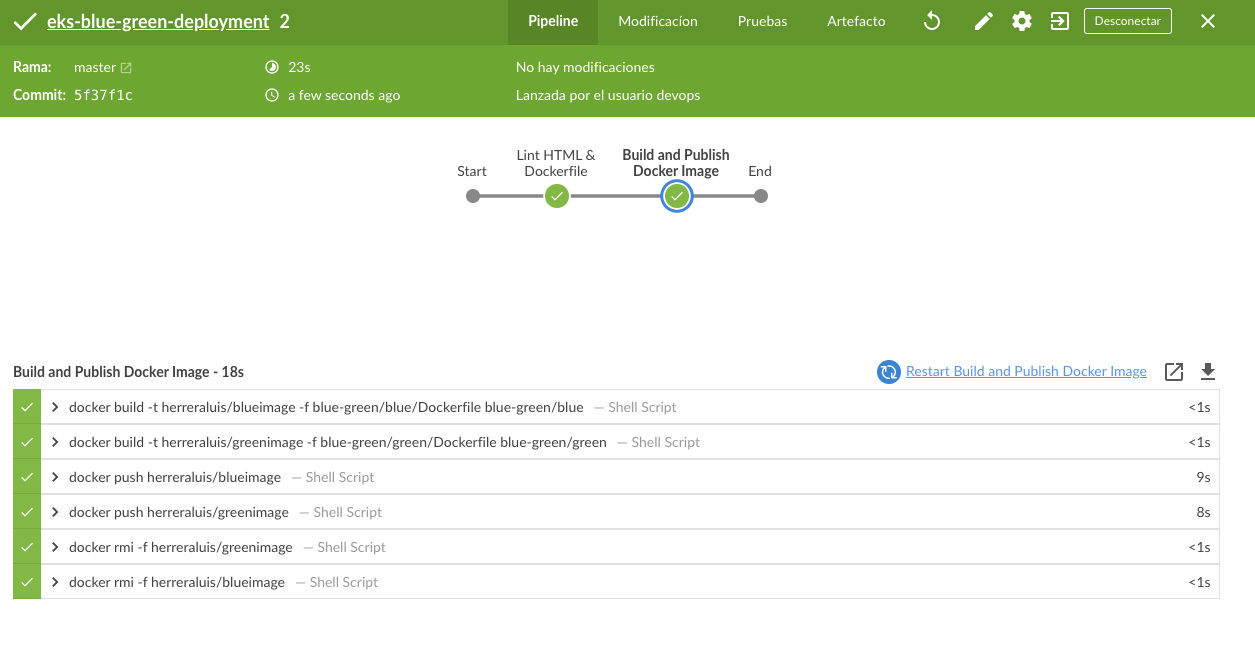 eks-blue-green-deployment 2
Pipeline Modificacíon Pruebas Artefacto Desconectar
Rama: master 23s No hay modificaciones
Commit: 5f37f1c a few seconds ago Lanzada por el usuario devops
Start Lint HTML & Dockerfile Build and Publish Docker Image End
Build and Publish Docker Image - 18s Restart Build and Publish Docker Image
docker build -t herreraluis/blueimage -f blue-green/blue/Dockerfile blue-green/blue — Shell Script <1s
docker build -t herreraluis/greenimage -f blue-green/green/Dockerfile blue-green/green — Shell Script <1s
docker push herreraluis/blueimage — Shell Script 9s
docker push herreraluis/greenimage — Shell Script 8s
docker rmi -f herreraluis/greenimage — Shell Script <1s
docker rmi -f herreraluis/blueimage — Shell Script <1s